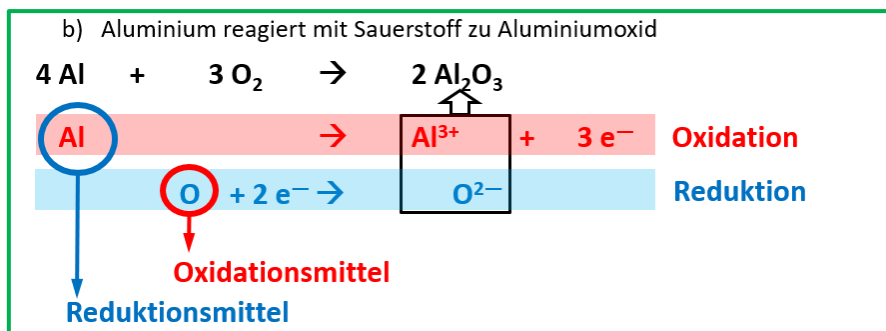 b) Aluminium reagiert mit Sauerstoff zu Aluminiumoxid
4 Al + 3 O₂ → 2 Al₂O₃
Al → Al³⁺ + 3 e⁻ Oxidation
O + 2 e⁻ → O²⁻ Reduktion
Oxidationsmittel
Reduktionsmittel